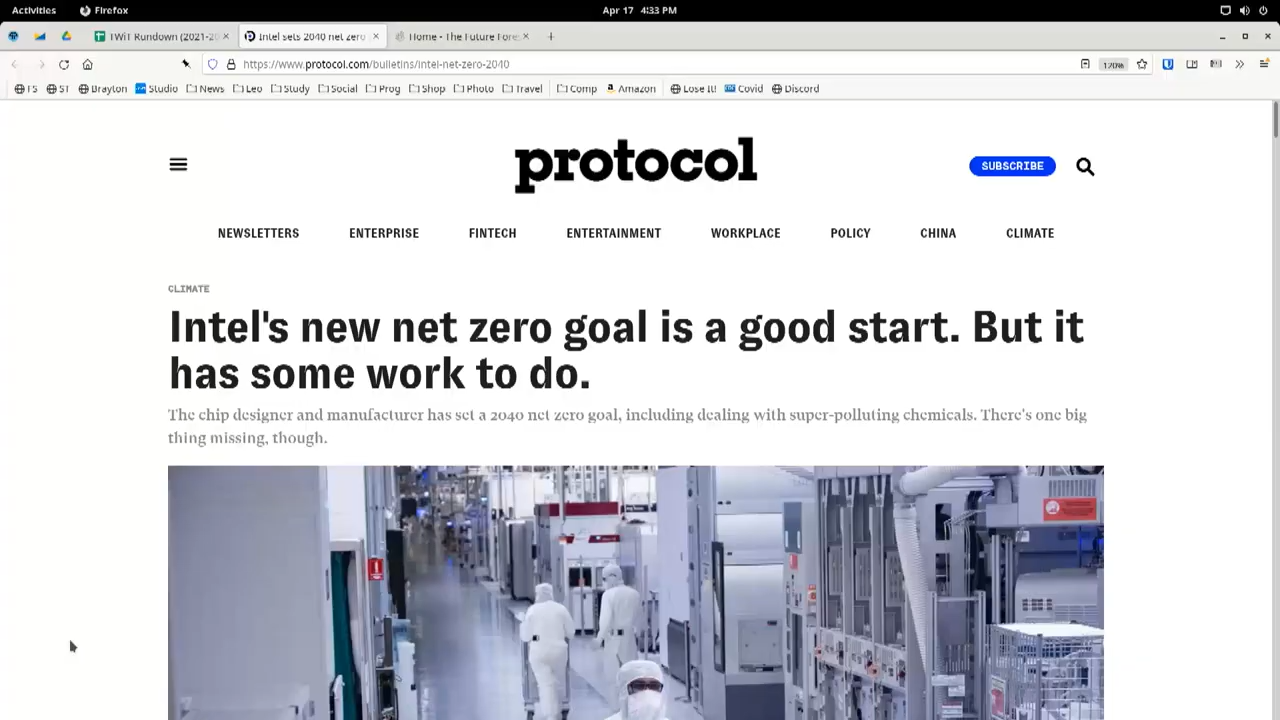 Activities Firefox Apr 17 4:33 PM
TWiT Rundown (2021-20 × Intel sets 2040 net zero × Home - The Future Fore × +
https://www.protocol.com/bulletins/intel-net-zero-2040 120%
FS ST Brayton Studio News Leo Study Social Prog Shop Photo Travel Comp Amazon Lose It! Covid Discord
protocol
SUBSCRIBE
NEWSLETTERS ENTERPRISE FINTECH ENTERTAINMENT WORKPLACE POLICY CHINA CLIMATE
CLIMATE
Intel's new net zero goal is a good start. But it
has some work to do.
The chip designer and manufacturer has set a 2040 net zero goal, including dealing with super-polluting chemicals. There's one big
thing missing, though.